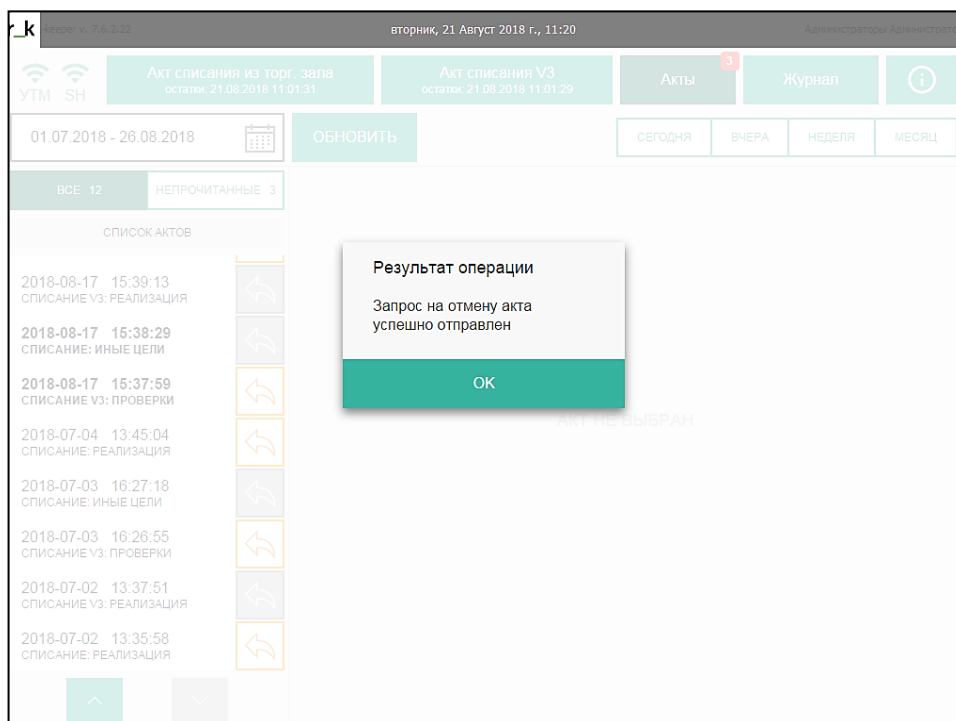 r_k
Keeper v. 7.6.2.22
вторник, 21 Август 2018 г., 11:20
Администраторы Администрато
УТМ SH
Акт списания из торг. зала
остатки: 21.08.2018 11:01:31
Акт списания V3
остатки: 21.08.2018 11:01:29
Акты
3
Журнал
01.07.2018 - 26.08.2018
ОБНОВИТЬ
СЕГОДНЯ
ВЧЕРА
НЕДЕЛЯ
МЕСЯЦ
ВСЕ 12
НЕПРОЧИТАННЫЕ 3
СПИСОК АКТОВ
2018-08-17 15:39:13
СПИСАНИЕ V3: РЕАЛИЗАЦИЯ
2018-08-17 15:38:29
СПИСАНИЕ: ИНЫЕ ЦЕЛИ
2018-08-17 15:37:59
СПИСАНИЕ V3: ПРОВЕРКИ
2018-07-04 13:45:04
СПИСАНИЕ: РЕАЛИЗАЦИЯ
2018-07-03 16:27:18
СПИСАНИЕ: ИНЫЕ ЦЕЛИ
2018-07-03 16:26:55
СПИСАНИЕ V3: ПРОВЕРКИ
2018-07-02 13:37:51
СПИСАНИЕ V3: РЕАЛИЗАЦИЯ
2018-07-02 13:35:58
СПИСАНИЕ: РЕАЛИЗАЦИЯ
Результат операции
Запрос на отмену акта
успешно отправлен
OK
АКТ НЕ ВЫБРАН